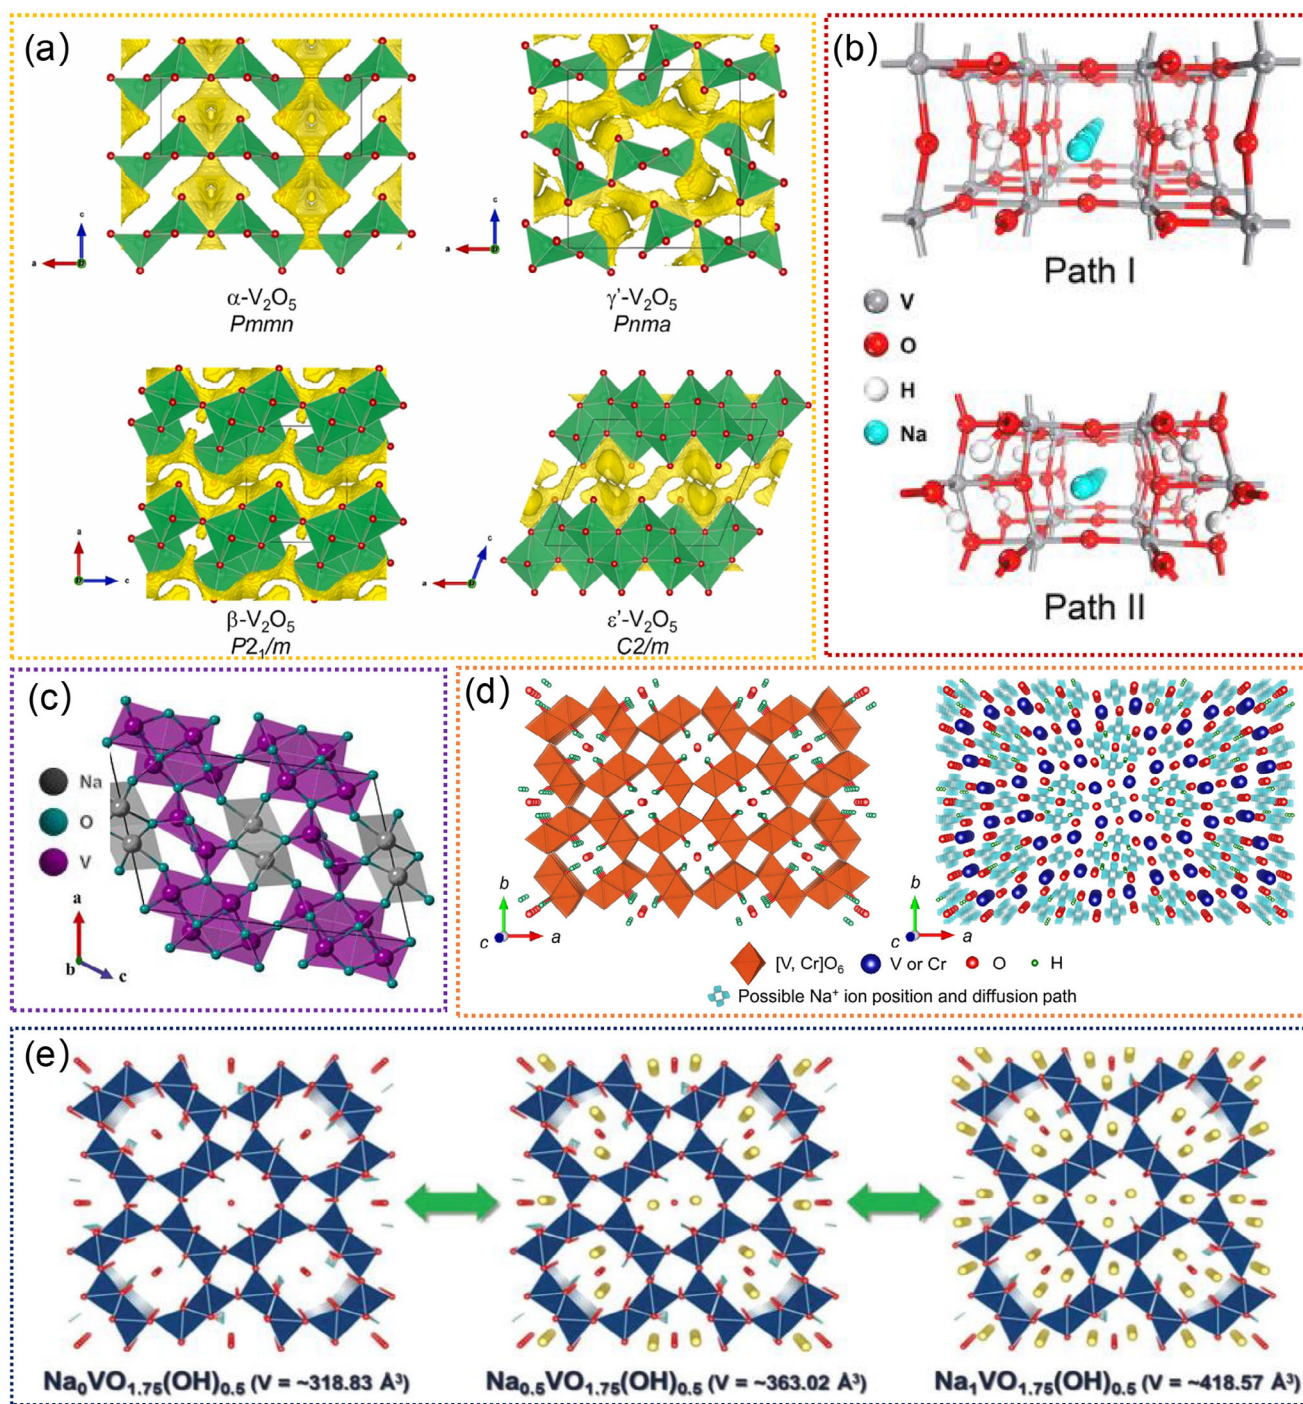 (a)
c
a
b
α-V₂O₅
Pmmn
c
a
b
γ'-V₂O₅
Pnma
a
b
c
β-V₂O₅
P2₁/m
c
a
b
ε'-V₂O₅
C2/m
(b)
Path I
V
O
H
Na
Path II
(c)
Na
O
V
a
b
c
(d)
b
c
a
b
c
a
[V, Cr]O₆
V or Cr
O
H
Possible Na⁺ ion position and diffusion path
(e)
Na₀VO₁.₇₅(OH)₀.₅ (V = ~318.83 Å³)
Na₀.₅VO₁.₇₅(OH)₀.₅ (V = ~363.02 Å³)
Na₁VO₁.₇₅(OH)₀.₅ (V = ~418.57 Å³)